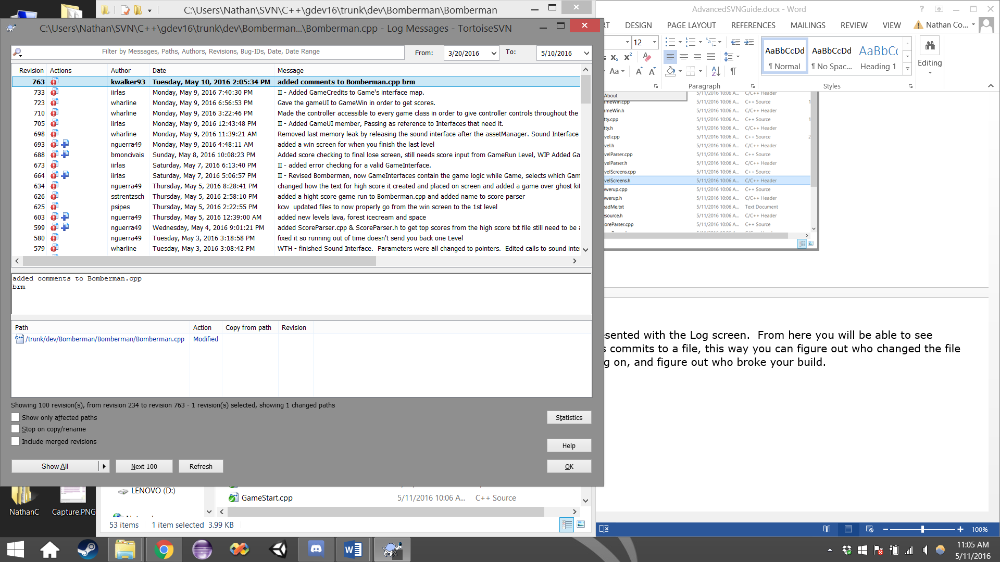 C:\Users\Nathan\SVN\C++\gdev16\trunk\dev\Bomberman\Bomberman
C:\Users\Nathan\SVN\C++\gdev16\trunk\dev\Bomberman...\Bomberman.cpp - Log Messages - TortoiseSVN
Filter by Messages, Paths, Authors, Revisions, Bug-IDs, Date, Date Range
From: 3/20/2016 To: 5/10/2016
Revision Actions Author Date Message
763 kwalker93 Tuesday, May 10, 2016 2:05:34 PM added comments to Bomberman.cpp brm
733 iirlas Monday, May 9, 2016 7:40:30 PM II - Added GameCredits to Game's interface map.
723 wharline Monday, May 9, 2016 6:56:53 PM Gave the gameUI to GameWin in order to get scores.
710 wharline Monday, May 9, 2016 3:22:46 PM Made the controller accessible to every game class in order to give controller controls throughout the
705 iirlas Monday, May 9, 2016 12:43:48 PM II - Added GameUI member, Passing as reference to Interfaces that need it.
698 wharline Monday, May 9, 2016 11:39:21 AM Removed last memory leak by releasing the sound interface after the assetManager. Sound Interface
693 nguerra49 Monday, May 9, 2016 4:48:11 AM added a win screen for when you finish the last level
688 bmoncivais Sunday, May 8, 2016 10:08:23 PM Added score checking to final lose screen, still needs score input from GameRun Level, WIP Added Ga
673 iirlas Saturday, May 7, 2016 6:13:40 PM II - added error checking for a valid GameInterface.
664 iirlas Saturday, May 7, 2016 5:06:57 PM II - Revised Bomberman, now GameInterfaces contain the game logic while Game, selects which Gam
634 nguerra49 Thursday, May 5, 2016 8:28:41 PM changed how the text for high score it created and placed on screen and added a game over ghost kit
626 sstrentzsch Thursday, May 5, 2016 2:58:10 PM added a hight score game run to Bomberman.cpp and added name to score parser
625 psipes Thursday, May 5, 2016 2:22:55 PM kcw updated files to now properly go from the win screen to the 1st level
603 nguerra49 Thursday, May 5, 2016 12:39:00 AM added new levels lava, forest icecream and space
599 nguerra49 Wednesday, May 4, 2016 9:01:21 PM added ScoreParser.cpp & ScoreParser.h to get top scores from the high score txt file still need to be a
580 nguerra49 Tuesday, May 3, 2016 3:18:58 PM fixed it so running out of time doesn't send you back one Level
579 wharline Tuesday, May 3, 2016 3:08:42 PM WTH - finished Sound Interface. Parameters were all changed to pointers. Edited calls to sound inter
added comments to Bomberman.cpp
brm
Path Action Copy from path Revision
/trunk/dev/Bomberman/Bomberman/Bomberman.cpp Modified
Showing 100 revision(s), from revision 234 to revision 763 - 1 revision(s) selected, showing 1 changed paths
Show only affected paths
Stop on copy/rename
Include merged revisions
Statistics
Help
Show All Next 100 Refresh OK
LENOVO (D:)
GameStart.cpp 5/11/2016 10:06 A... C++ Source
53 items 1 item selected 3.99 KB
NathanC Capture.PNG
AdvancedSVNGuide.docx - Word
RT DESIGN PAGE LAYOUT REFERENCES MAILINGS REVIEW VIEW Nathan Co...
12
AaBbCcDd AaBbCcDd AaBbCc
¶ Normal ¶ No Spac... Heading 1
Editing
x₂ x² Aa
Paragraph Styles
About 5/11/2016 10:06 A... C/C++ Header
ameWin.cpp 5/11/2016 10:06 A... C++ Source 1
ameWin.h 5/11/2016 10:06 A... C/C++ Header
tty.cpp 5/11/2016 10:06 A... C++ Source 1
tty.h 5/11/2016 10:06 A... C/C++ Header
vel.cpp 5/11/2016 10:06 A... C++ Source 2
vel.h 5/11/2016 10:06 A... C/C++ Header
velParser.cpp 5/11/2016 10:06 A... C++ Source
velParser.h 5/11/2016 10:06 A... C/C++ Header
velScreens.cpp 5/11/2016 10:06 A... C++ Source
velScreens.h 5/11/2016 10:06 A... C/C++ Header
owerup.cpp 5/11/2016 10:06 A... C++ Source
owerup.h 5/11/2016 10:06 A... C/C++ Header
eadMe.txt 5/11/2016 10:06 A... Text Document
esource.h 5/11/2016 10:06 A... C/C++ Header
oreParser.cpp 5/11/2016 10:06 A... C++ Source
esented with the Log screen. From here you will be able to see
s commits to a file, this way you can figure out who changed the file
g on, and figure out who broke your build.
100%
11:05 AM
5/11/2016